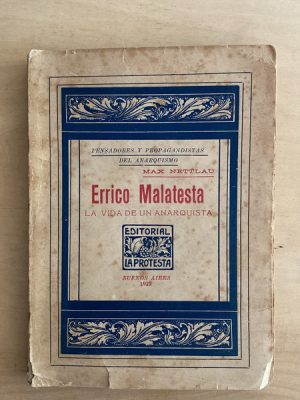 PENSADORES Y PROPAGANDISTAS
DEL ANARQUISMO
MAX NETTLAU
Errico Malatesta
LA VIDA DE UN ANARQUISTA
EDITORIAL
LA PROTESTA
BUENOS AIRES